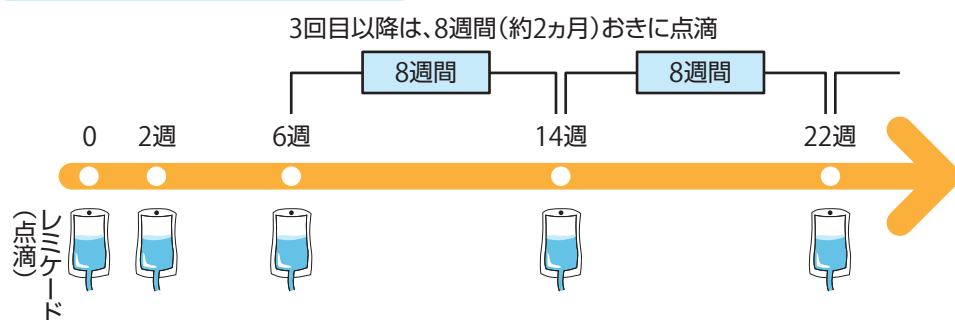 3回目以降は、8週間(約2ヵ月)おきに点滴
8週間
8週間
0
2週
6週
14週
22週
レミケード
(点滴)